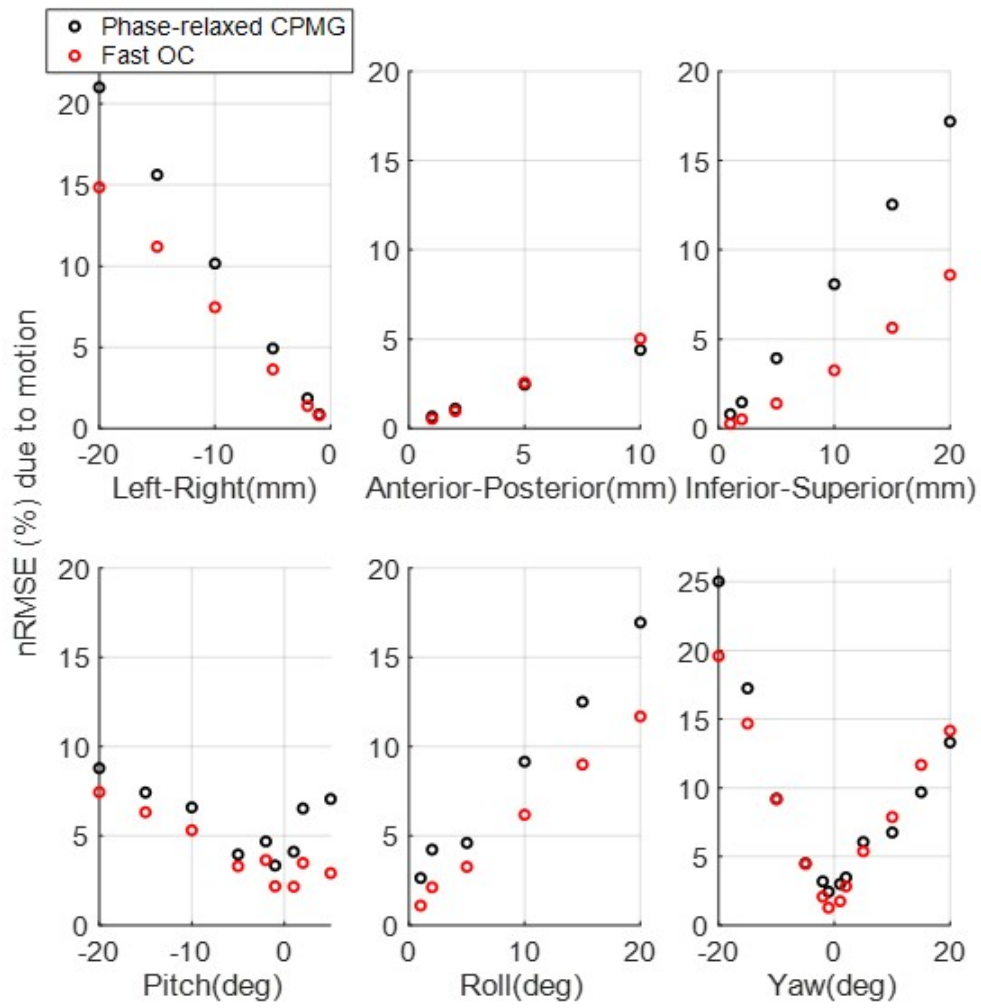 Phase-relaxed CPMG
Fast OC
nRMSE (%) due to motion
20
15
10
5
0
-20 -10 0
Left-Right(mm)
20
15
10
5
0
0 5 10
Anterior-Posterior(mm)
20
15
10
5
0
0 10 20
Inferior-Superior(mm)
20
15
10
5
0
-20 -10 0
Pitch(deg)
20
15
10
5
0
0 10 20
Roll(deg)
25
20
15
10
5
0
-20 0 20
Yaw(deg)